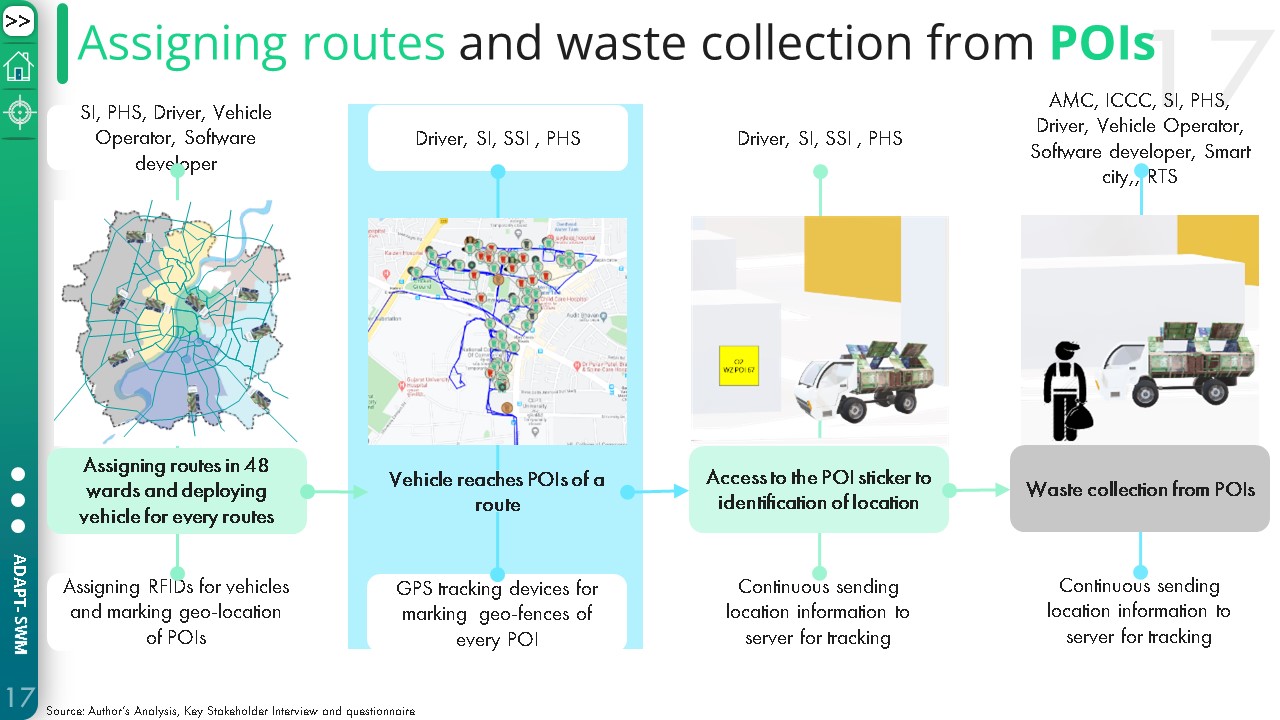 >>
Assigning routes and waste collection from POIs
17
SI, PHS, Driver, Vehicle
Operator, Software
developer
Driver, SI, SSI , PHS
Driver, SI, SSI , PHS
AMC, ICCC, SI, PHS,
Driver, Vehicle Operator,
Software developer, Smart
city,, RTS
O2
WZ POI 67
Assigning routes in 48
wards and deploying
vehicle for every routes
Vehicle reaches POIs of a
route
Access to the POI sticker to
identification of location
Waste collection from POIs
Assigning RFIDs for vehicles
and marking geo-location
of POIs
GPS tracking devices for
marking geo-fences of
every POI
Continuous sending
location information to
server for tracking
Continuous sending
location information to
server for tracking
ADAPT- SWM
17
Source: Author's Analysis, Key Stakeholder Interview and questionnaire